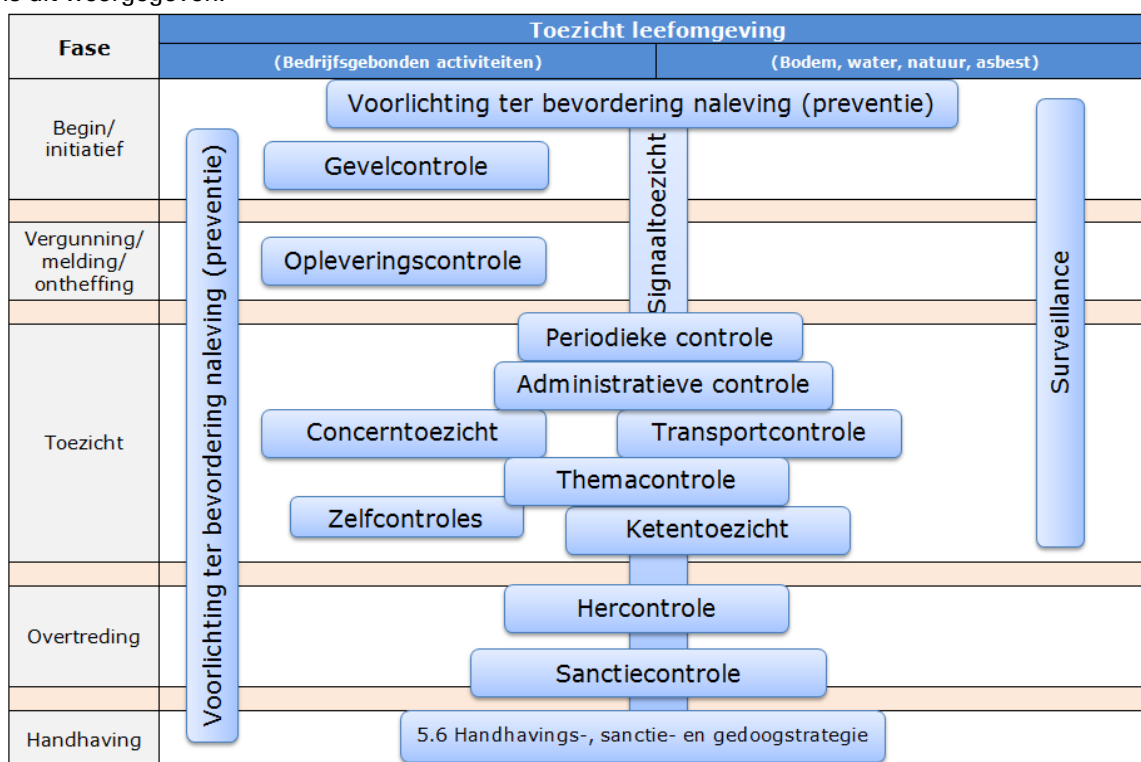 Fase
Toezicht leefomgeving
(Bedrijfsgebonden activiteiten)
(Bodem, water, natuur, asbest)
Begin/
initiatief
Voorlichting ter bevordering naleving (preventie)
Gevelcontrole
Voorlichting ter bevordering naleving (preventie)
Signaaltoezicht
Surveillance
Vergunning/
melding/
ontheffing
Opleveringscontrole
Toezicht
Periodieke controle
Administratieve controle
Concerntoezicht
Transportcontrole
Themacontrole
Zelfcontroles
Ketentoezicht
Overtreding
Hercontrole
Sanctiecontrole
Handhaving
5.6 Handhavings-, sanctie- en gedoogstrategie